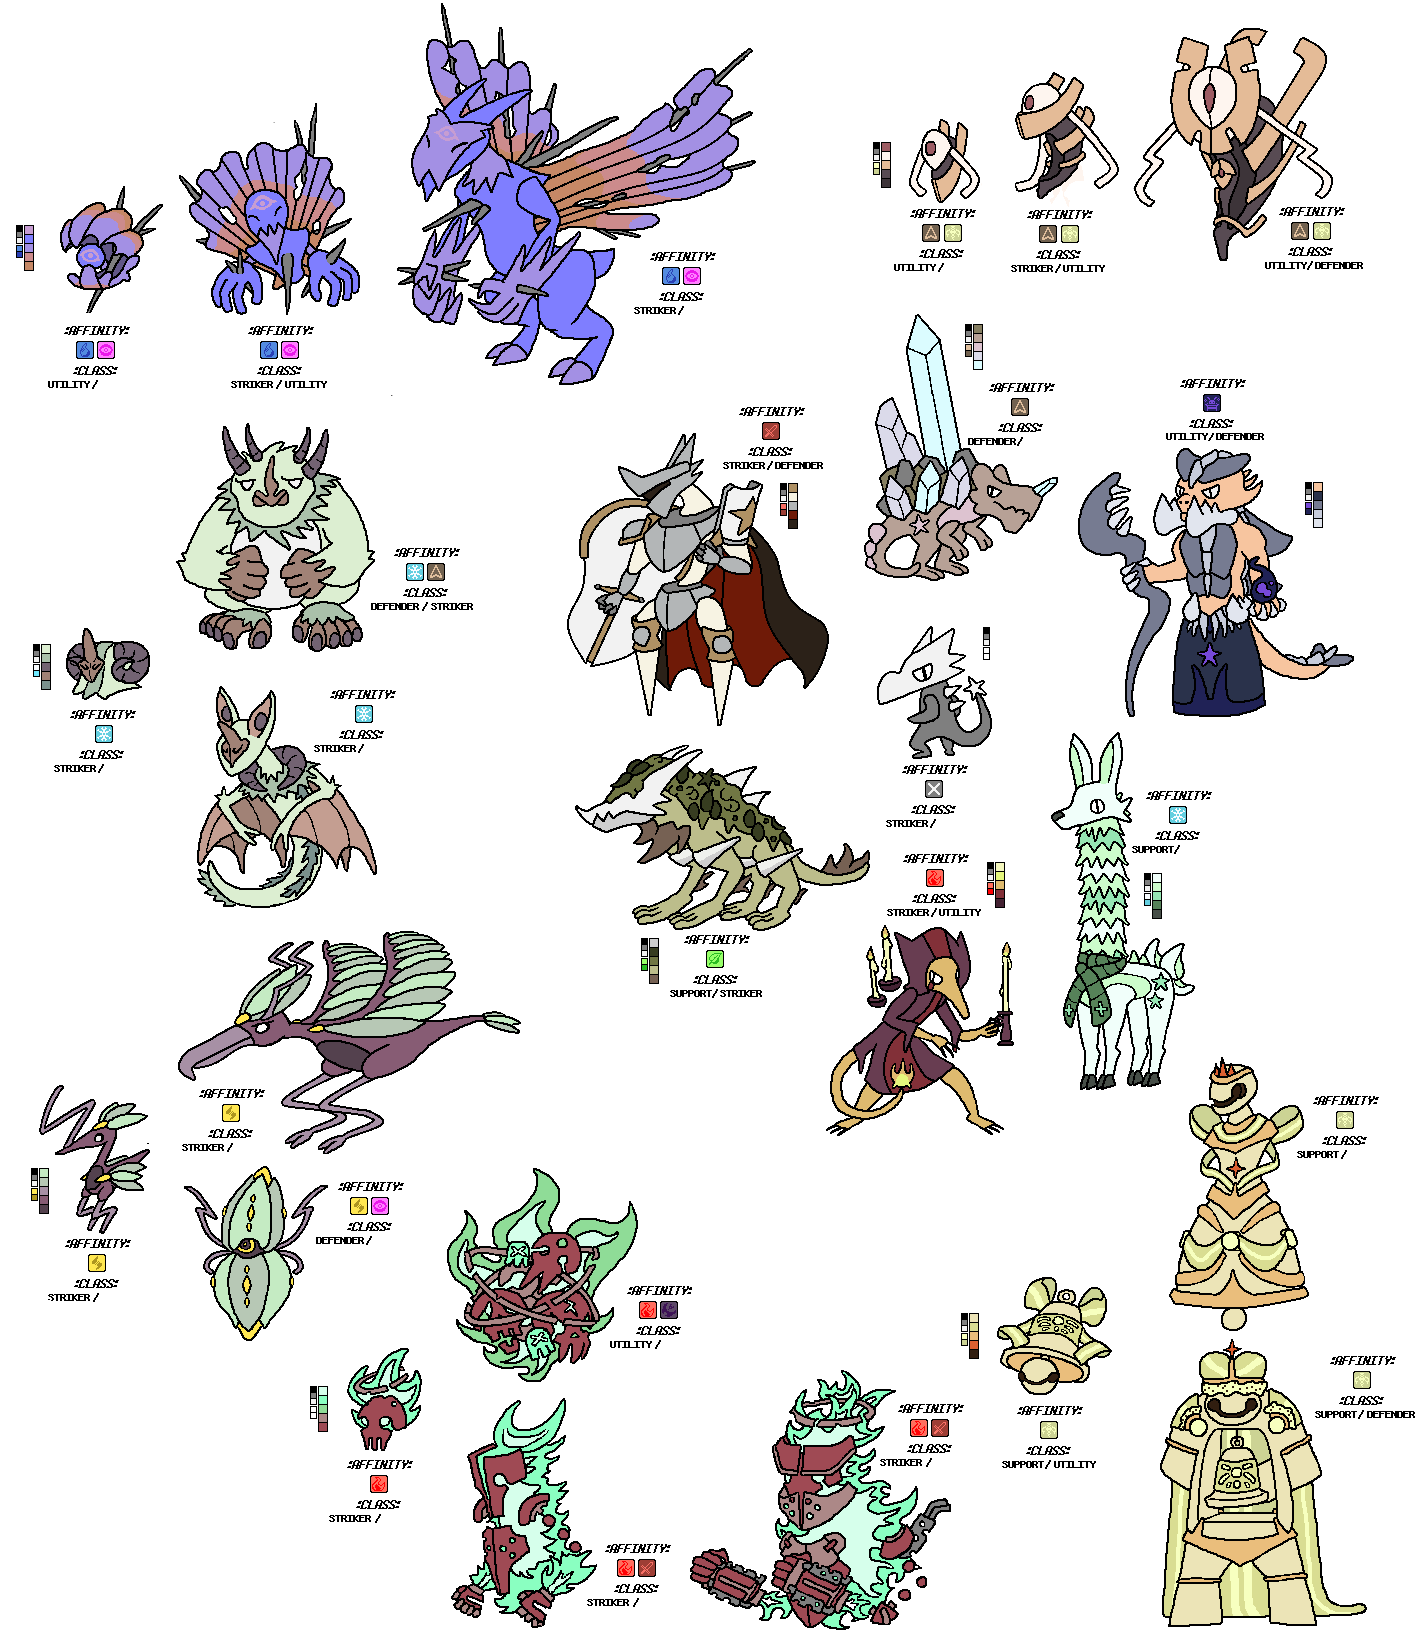 :AFFINITY:
:CLASS:
UTILITY /
:AFFINITY:
:CLASS:
STRIKER / UTILITY
:AFFINITY:
:CLASS:
STRIKER /
:AFFINITY:
:CLASS:
UTILITY /
:AFFINITY:
:CLASS:
STRIKER / UTILITY
:AFFINITY:
:CLASS:
UTILITY / DEFENDER
:AFFINITY:
:CLASS:
DEFENDER /
:AFFINITY:
:CLASS:
UTILITY / DEFENDER
:AFFINITY:
:CLASS:
STRIKER / DEFENDER
:AFFINITY:
:CLASS:
DEFENDER / STRIKER
:AFFINITY:
:CLASS:
STRIKER /
:AFFINITY:
:CLASS:
STRIKER /
:AFFINITY:
:CLASS:
STRIKER /
:AFFINITY:
:CLASS:
SUPPORT /
:AFFINITY:
:CLASS:
STRIKER / UTILITY
:AFFINITY:
:CLASS:
SUPPORT / STRIKER
:AFFINITY:
:CLASS:
STRIKER /
:AFFINITY:
:CLASS:
STRIKER /
:AFFINITY:
:CLASS:
DEFENDER /
:AFFINITY:
:CLASS:
SUPPORT /
:AFFINITY:
:CLASS:
UTILITY /
:AFFINITY:
:CLASS:
STRIKER /
:AFFINITY:
:CLASS:
STRIKER /
:AFFINITY:
:CLASS:
STRIKER /
:AFFINITY:
:CLASS:
SUPPORT / UTILITY
:AFFINITY:
:CLASS:
SUPPORT / DEFENDER